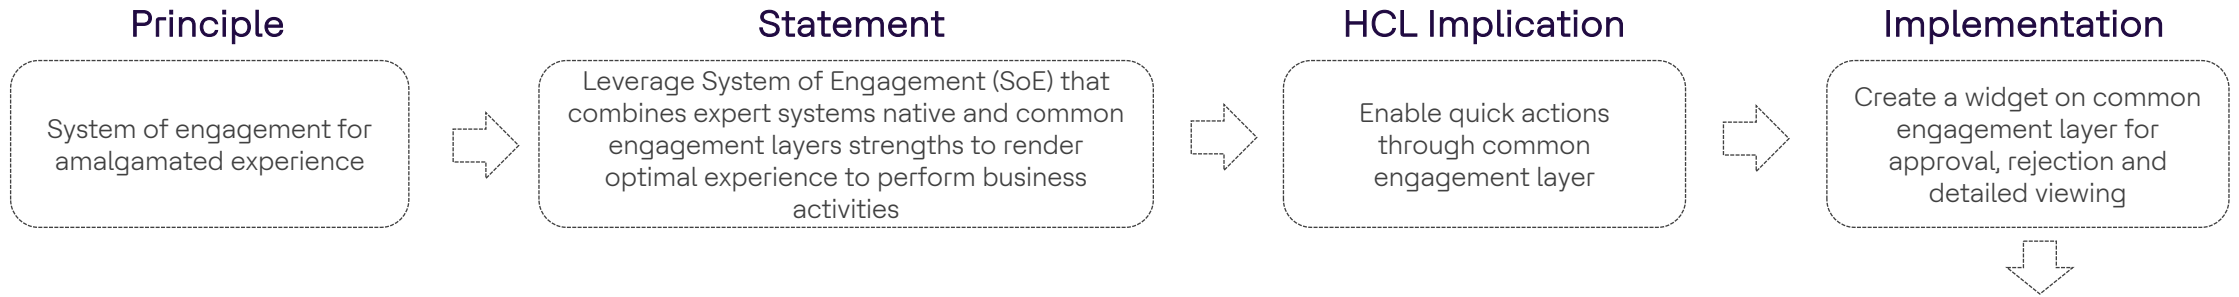 Principle
System of engagement for
amalgamated experience
Statement
Leverage System of Engagement (SoE) that
combines expert systems native and common
engagement layers strengths to render
optimal experience to perform business
activities
HCL Implication
Enable quick actions
through common
engagement layer
Implementation
Create a widget on common
engagement layer for
approval, rejection and
detailed viewing